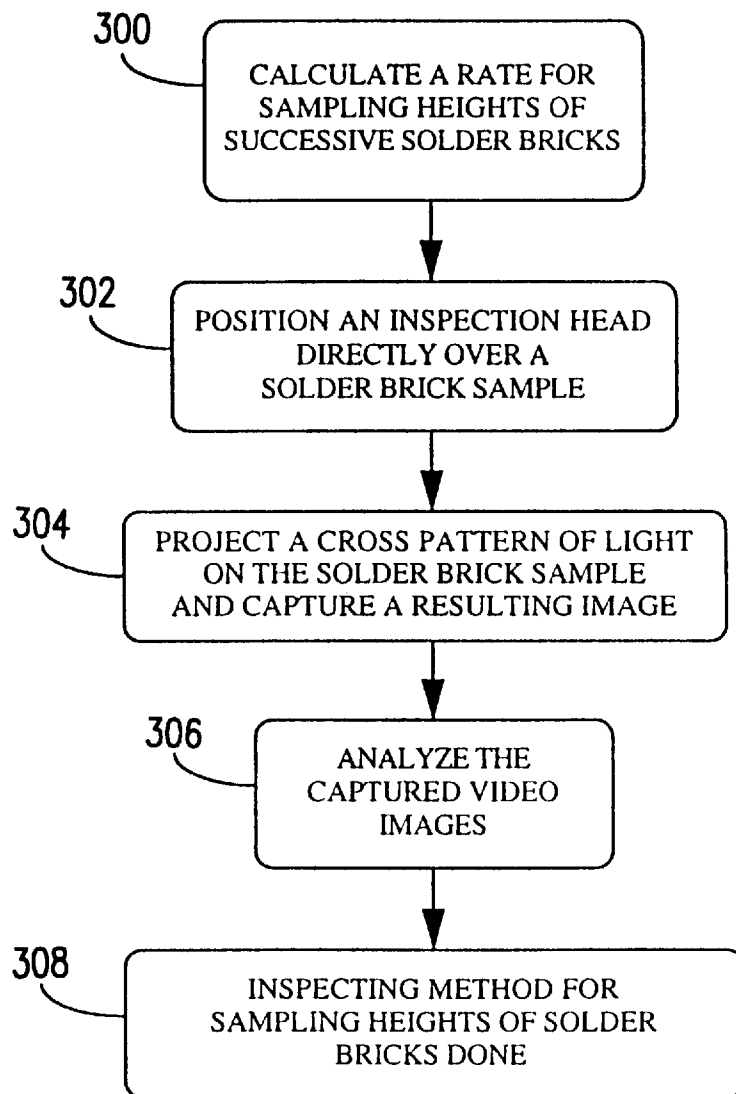 300
CALCULATE A RATE FOR
SAMPLING HEIGHTS OF
SUCCESSIVE SOLDER BRICKS
302
POSITION AN INSPECTION HEAD
DIRECTLY OVER A
SOLDER BRICK SAMPLE
304
PROJECT A CROSS PATTERN OF LIGHT
ON THE SOLDER BRICK SAMPLE
AND CAPTURE A RESULTING IMAGE
306
ANALYZE THE
CAPTURED VIDEO
IMAGES
308
INSPECTING METHOD FOR
SAMPLING HEIGHTS OF SOLDER
BRICKS DONE